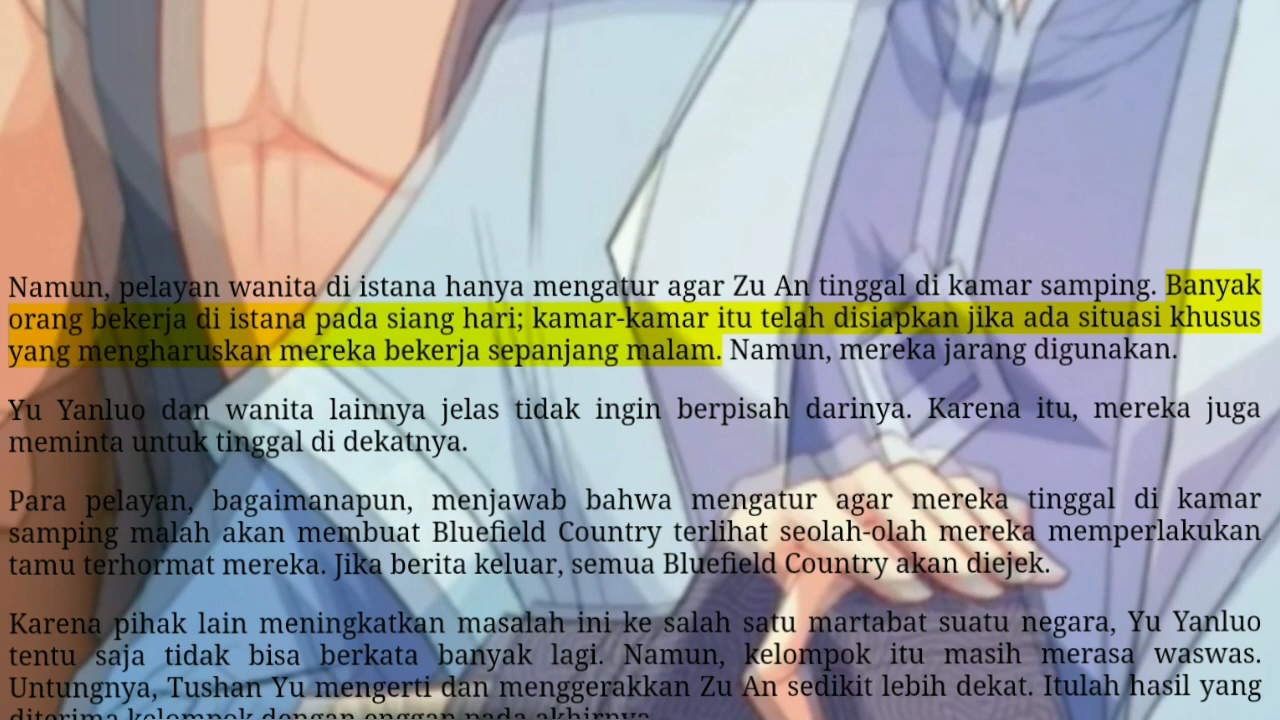 Namun, pelayan wanita di istana hanya mengatur agar Zu An tinggal di kamar samping. Banyak
orang bekerja di istana pada siang hari; kamar-kamar itu telah disiapkan jika ada situasi khusus
yang mengharuskan mereka bekerja sepanjang malam. Namun, mereka jarang digunakan.
Yu Yanluo dan wanita lainnya jelas tidak ingin berpisah darinya. Karena itu, mereka juga
meminta untuk tinggal di dekatnya.
Para pelayan, bagaimanapun, menjawab bahwa mengatur agar mereka tinggal di kamar
samping malah akan membuat Bluefield Country terlihat seolah-olah mereka memperlakukan
tamu terhormat mereka. Jika berita keluar, semua Bluefield Country akan diejek.
Karena pihak lain meningkatkan masalah ini ke salah satu martabat suatu negara, Yu Yanluo
tentu saja tidak bisa berkata banyak lagi. Namun, kelompok itu masih merasa waswas.
Untungnya, Tushan Yu mengerti dan menggerakkan Zu An sedikit lebih dekat. Itulah hasil yang
diterima kelompok dengan enggan pada akhirnya.